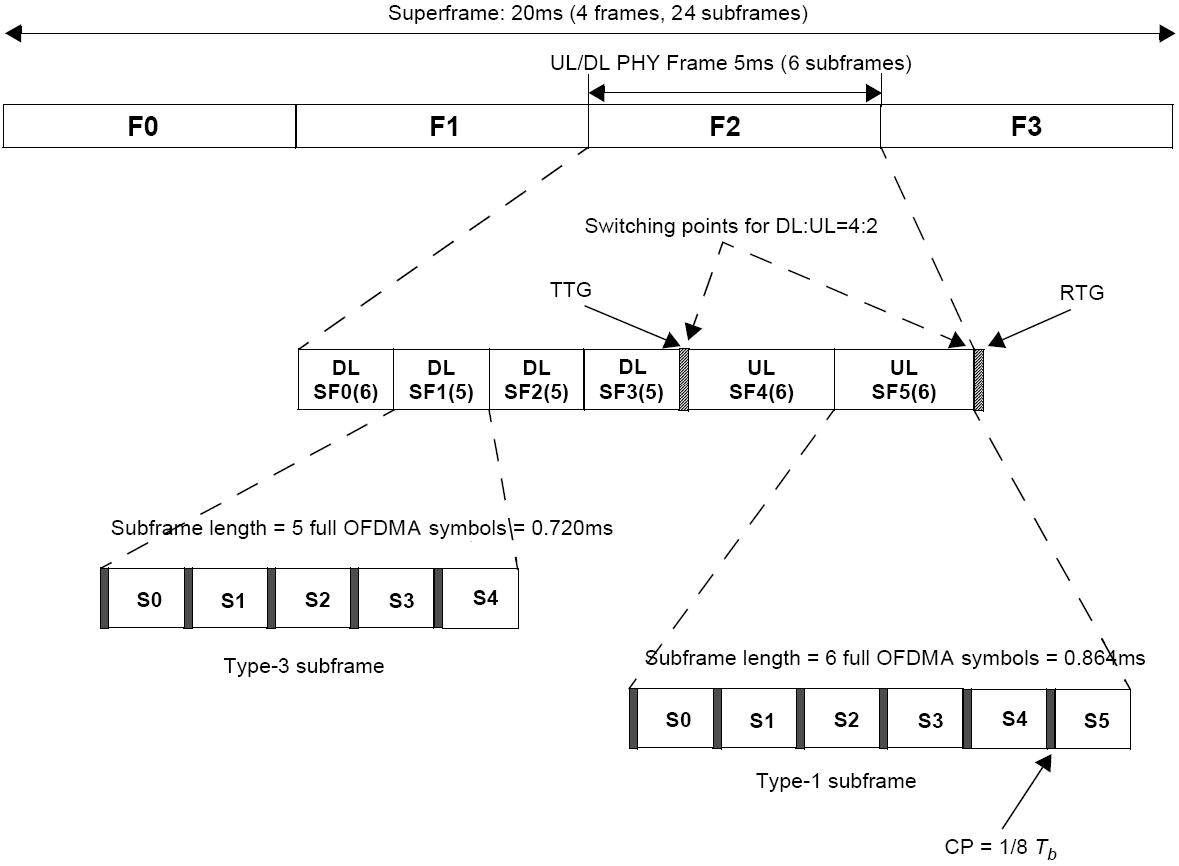 Superframe: 20ms (4 frames, 24 subframes)
UL/DL PHY Frame 5ms (6 subframes)
F0 F1 F2 F3
Switching points for DL:UL=4:2
TTG
RTG
DL DL DL DL UL UL
SF0(6) SF1(5) SF2(5) SF3(5) SF4(6) SF5(6)
Subframe length = 5 full OFDMA symbols = 0.720ms
S0 S1 S2 S3 S4
Type-3 subframe
Subframe length = 6 full OFDMA symbols = 0.864ms
S0 S1 S2 S3 S4 S5
Type-1 subframe
CP = 1/8 Tb